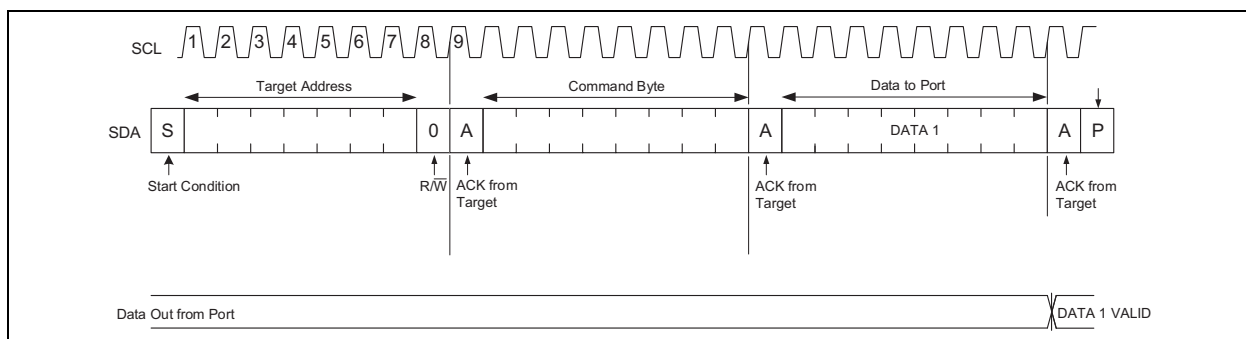 SCL 1 2 3 4 5 6 7 8 9
Target Address Command Byte Data to Port
SDA S 0 A A DATA 1 A P
Start Condition R/W̅ ACK from Target ACK from Target ACK from Target
Data Out from Port DATA 1 VALID